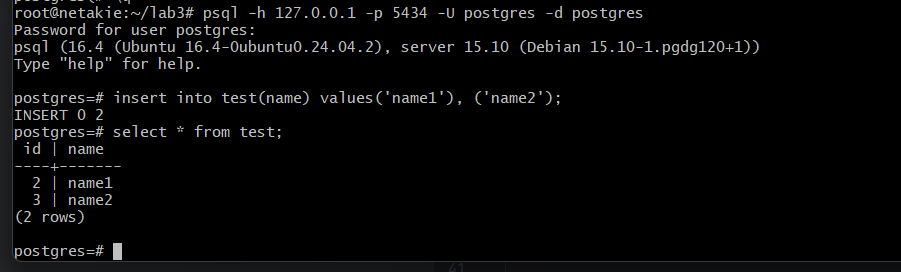 root@netakie:~/lab3# psql -h 127.0.0.1 -p 5434 -U postgres -d postgres
Password for user postgres:
psql (16.4 (Ubuntu 16.4-0ubuntu0.24.04.2), server 15.10 (Debian 15.10-1.pgdg120+1))
Type "help" for help.

postgres=# insert into test(name) values('name1'), ('name2');
INSERT 0 2
postgres=# select * from test;
 id | name
----+-------
  2 | name1
  3 | name2
(2 rows)

postgres=#
41